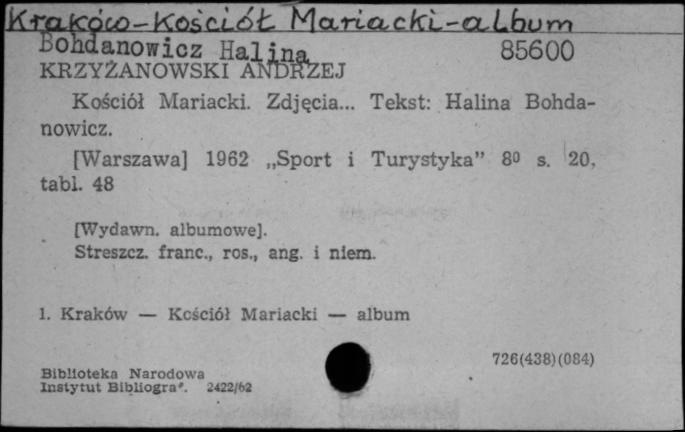 Kraków-Kościół Mariacki-album
Bohdanowicz Halina 85600
KRZYŻANOWSKI ANDRZEJ
Kościół Mariacki. Zdjęcia... Tekst: Halina Bohda-
nowicz.
[Warszawa] 1962 „Sport i Turystyka” 8º s. 20,
tabl. 48
[Wydawn. albumowe].
Streszcz. franc., ros., ang. i niem.
1. Kraków — Kościół Mariacki — album
726(438)(084)
Biblioteka Narodowa
Instytut Bibliogra*. 2422/62